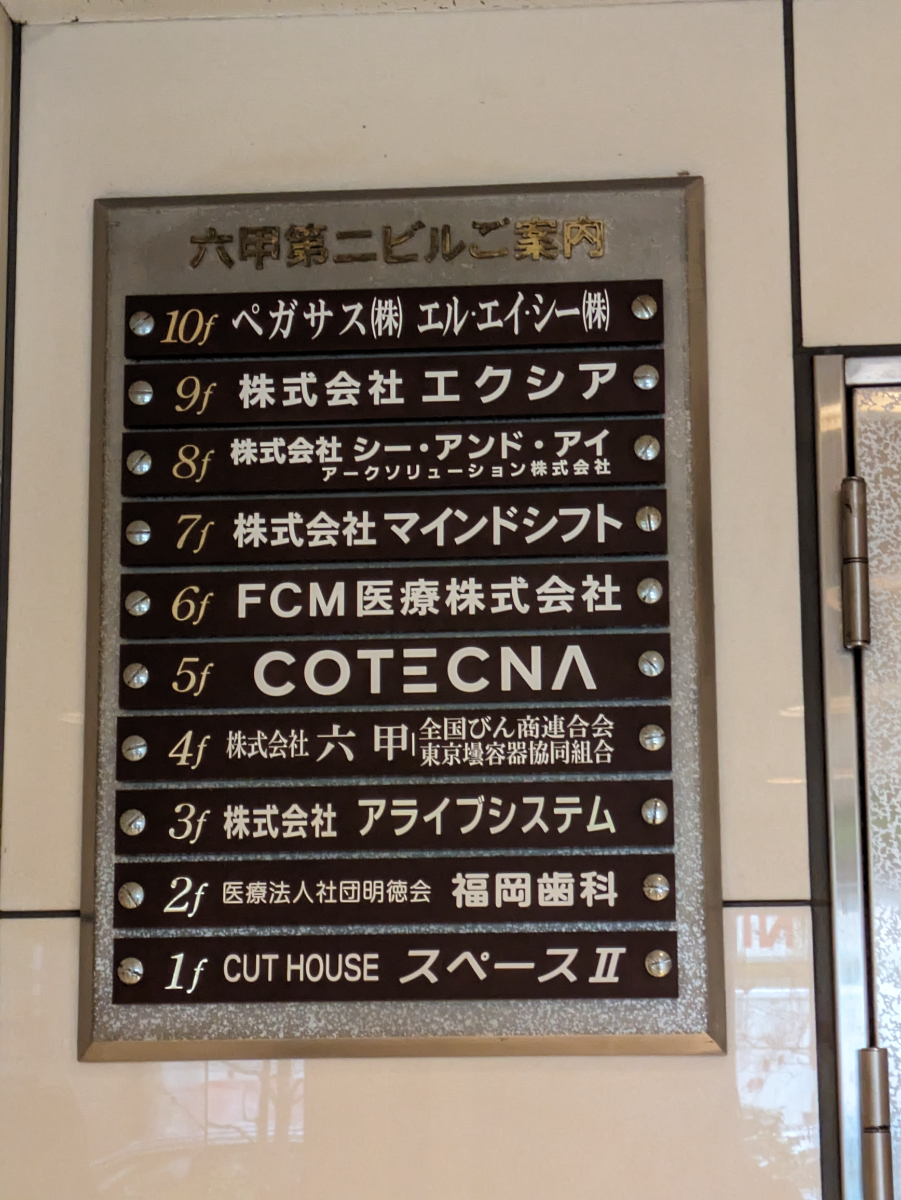 六甲第二ビルご案内
10f ペガサス㈱ エル・エイ・シー㈱
9f 株式会社 エクシア
8f 株式会社 シー・アンド・アイ
アークソリューション株式会社
7f 株式会社マインドシフト
6f FCM医療株式会社
5f COTECNA
4f 株式会社 六甲 全国びん商連合会
東京壜容器協同組合
3f 株式会社 アライブシステム
2f 医療法人社団明徳会 福岡歯科
1f CUT HOUSE スペースⅡ